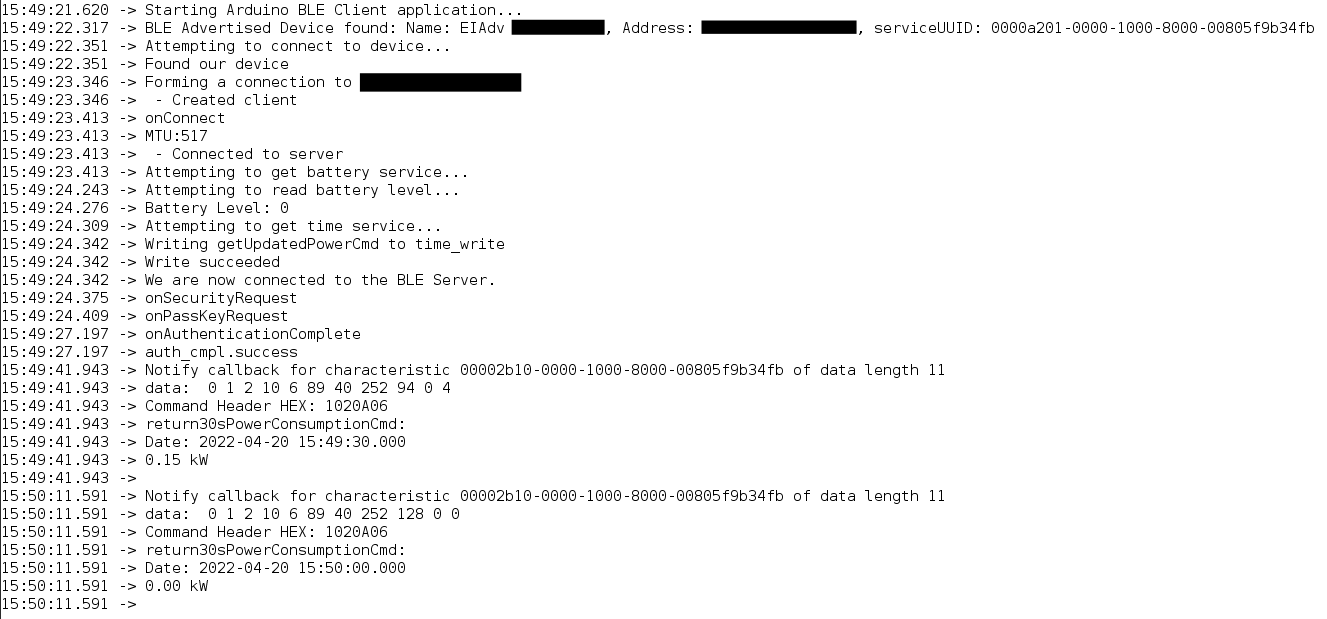 15:49:21.620 -> Starting Arduino BLE Client application...
15:49:22.317 -> BLE Advertised Device found: Name: EIAdv , Address: , serviceUUID: 0000a201-0000-1000-8000-00805f9b34fb
15:49:22.351 -> Attempting to connect to device...
15:49:22.351 -> Found our device
15:49:23.346 -> Forming a connection to
15:49:23.346 ->  - Created client
15:49:23.413 -> onConnect
15:49:23.413 -> MTU:517
15:49:23.413 ->  - Connected to server
15:49:23.413 -> Attempting to get battery service...
15:49:24.243 -> Attempting to read battery level...
15:49:24.276 -> Battery Level: 0
15:49:24.309 -> Attempting to get time service...
15:49:24.342 -> Writing getUpdatedPowerCmd to time_write
15:49:24.342 -> Write succeeded
15:49:24.342 -> We are now connected to the BLE Server.
15:49:24.375 -> onSecurityRequest
15:49:24.409 -> onPassKeyRequest
15:49:27.197 -> onAuthenticationComplete
15:49:27.197 -> auth_cmpl.success
15:49:41.943 -> Notify callback for characteristic 00002b10-0000-1000-8000-00805f9b34fb of data length 11
15:49:41.943 -> data:  0 1 2 10 6 89 40 252 94 0 4
15:49:41.943 -> Command Header HEX: 1020A06
15:49:41.943 -> return30sPowerConsumptionCmd:
15:49:41.943 -> Date: 2022-04-20 15:49:30.000
15:49:41.943 -> 0.15 kW
15:49:41.943 ->
15:50:11.591 -> Notify callback for characteristic 00002b10-0000-1000-8000-00805f9b34fb of data length 11
15:50:11.591 -> data:  0 1 2 10 6 89 40 252 128 0 0
15:50:11.591 -> Command Header HEX: 1020A06
15:50:11.591 -> return30sPowerConsumptionCmd:
15:50:11.591 -> Date: 2022-04-20 15:50:00.000
15:50:11.591 -> 0.00 kW
15:50:11.591 ->